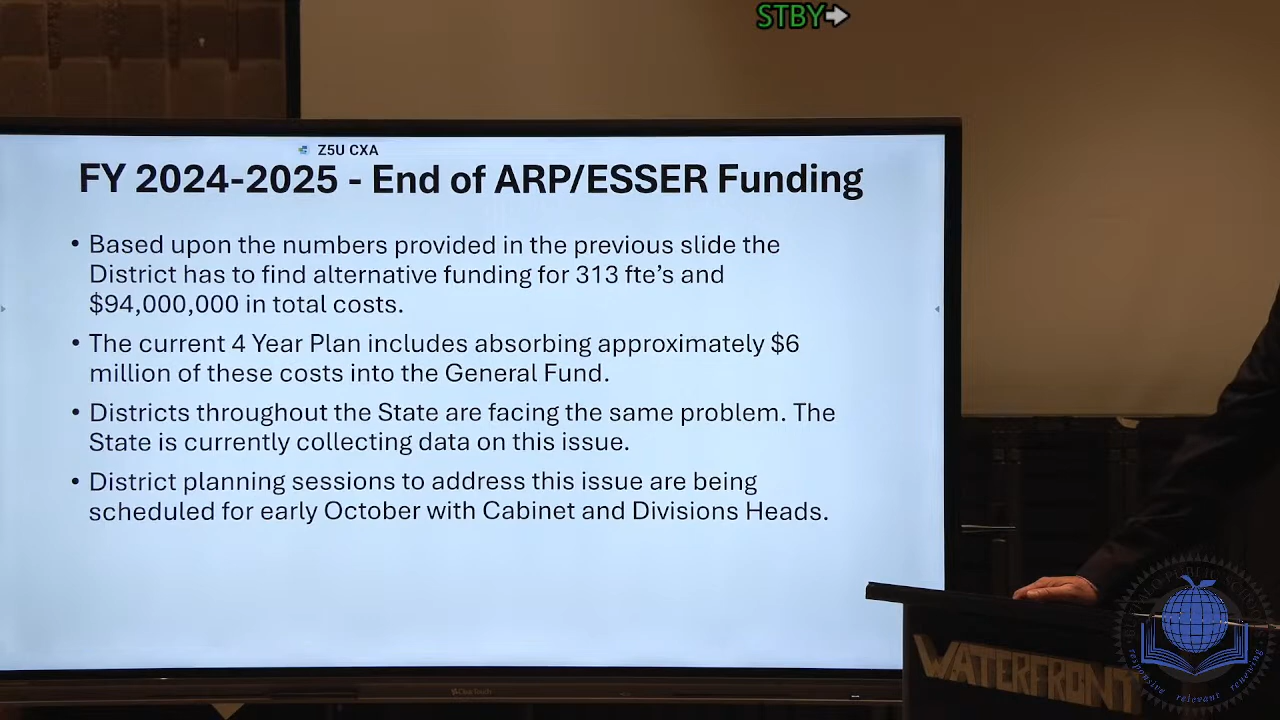 STBY
Z5U CXA
FY 2024-2025 - End of ARP/ESSER Funding
• Based upon the numbers provided in the previous slide the
District has to find alternative funding for 313 fte's and
$94,000,000 in total costs.
• The current 4 Year Plan includes absorbing approximately $6
million of these costs into the General Fund.
• Districts throughout the State are facing the same problem. The
State is currently collecting data on this issue.
• District planning sessions to address this issue are being
scheduled for early October with Cabinet and Divisions Heads.
WATERFRONT
responsive relevant renewing